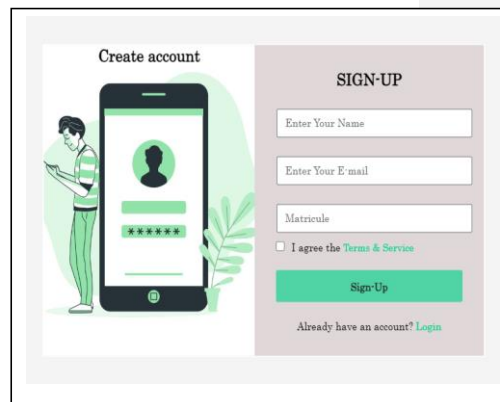 Create account
******
SIGN-UP
Enter Your Name
Enter Your E-mail
Matricule
I agree the Terms & Service
Sign-Up
Already have an account? Login